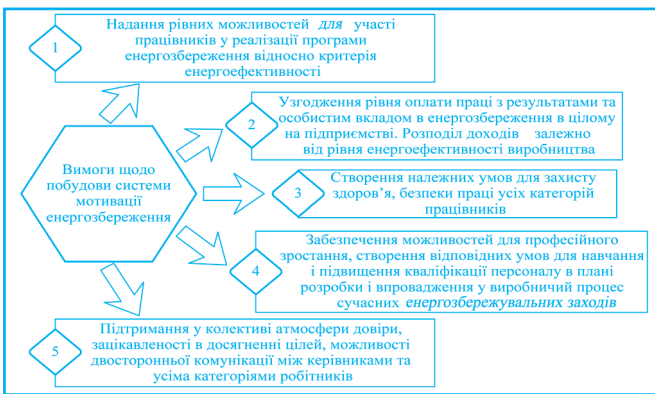 Надання рівних можливостей для участі
працівників у реалізації програми
енергозбереження відносно критерія
енергоефективності
1
Узгодження рівня оплати праці з результатами та
особистим вкладом в енергозбереження в цілому
на підприємстві. Розподіл доходів залежно
від рівня енергоефективності виробництва
2
Вимоги щодо
побудови системи
мотивації
енергозбереження
Створення належних умов для захисту
здоров’я, безпеки праці усіх категорій
працівників
3
Забезпечення можливостей для професійного
зростання, створення відповідних умов для навчання
і підвищення кваліфікації персоналу в плані
розробки і впровадження у виробничий процес
сучасних енергозбережувальних заходів
4
Підтримання у колективі атмосфери довіри,
зацікавленості в досягненні цілей, можливості
двосторонньої комунікації між керівниками та
усіма категоріями робітників
5